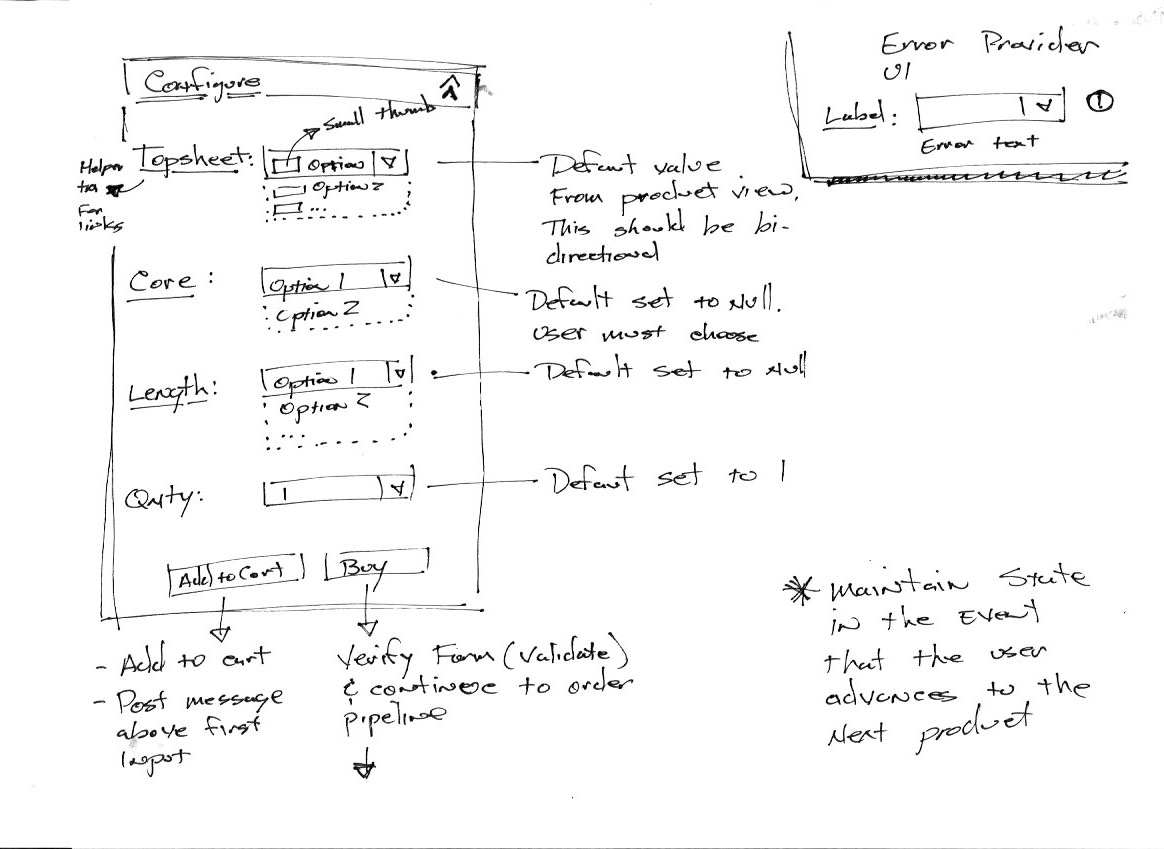 Configure
small thumb
Helper
txt
For
links
Topsheet:
Option
Option 2
...
Default value
From product view.
This should be bi-
directional
Core:
Option 1
Option 2
Default set to Null.
User must choose
Length:
Option 1
Option 2
Default set to Null
Qnty:
1
Default set to 1
Add to Cart
Buy
- Add to cart
- Post message
above first
input
Verify Form (validate)
& continue to order
pipeline
Error Provider
UI
Label:
!
Error text
* Maintain State
in the Event
that the user
advances to the
Next product